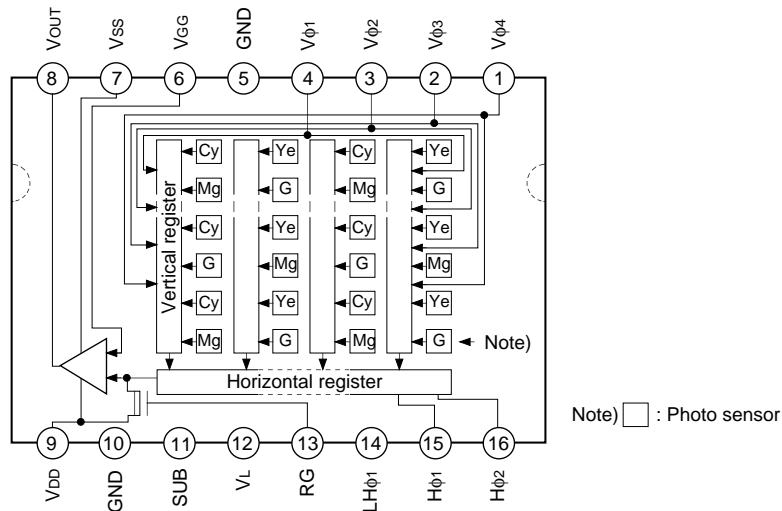 VOUT VSS VGG GND Vϕ1 Vϕ2 Vϕ3 Vϕ4
8 7 6 5 4 3 2 1
Vertical register
Cy Ye Cy Ye
Mg G Mg G
Cy Ye Cy Ye
G Mg G Mg
Cy Ye Cy Ye
Mg G Mg G Note)
Horizontal register
Note) : Photo sensor
9 10 11 12 13 14 15 16
VDD GND SUB VL RG LHϕ1 Hϕ1 Hϕ2